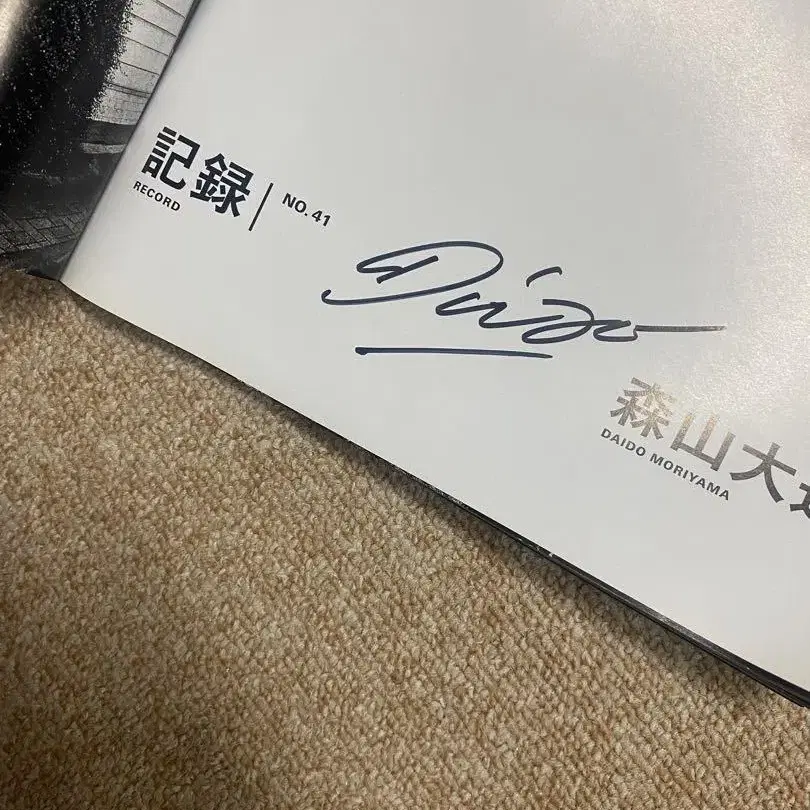 記録
RECORD
NO. 41
Daido
森山大
DAIDO MORIYAMA